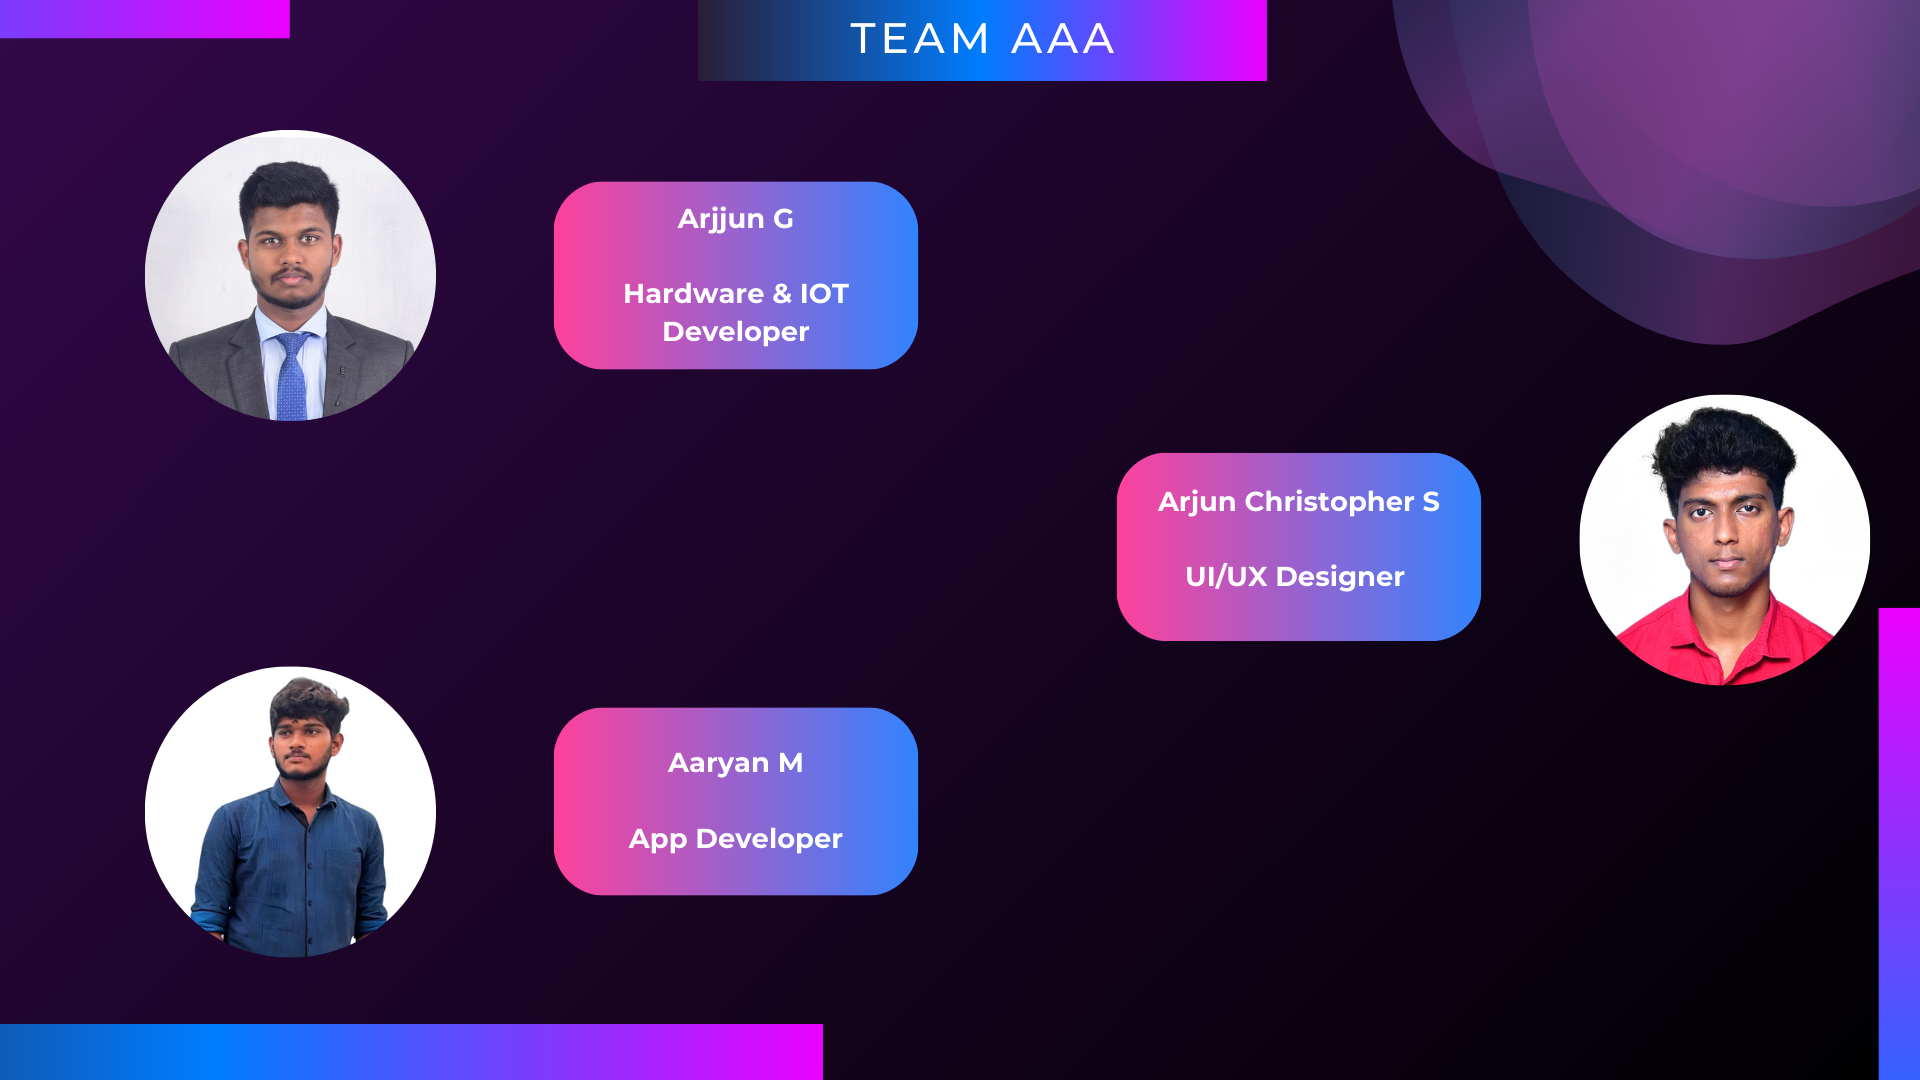 TEAM AAA
Arjjun G
Hardware & IOT
Developer
Arjun Christopher S
UI/UX Designer
Aaryan M
App Developer